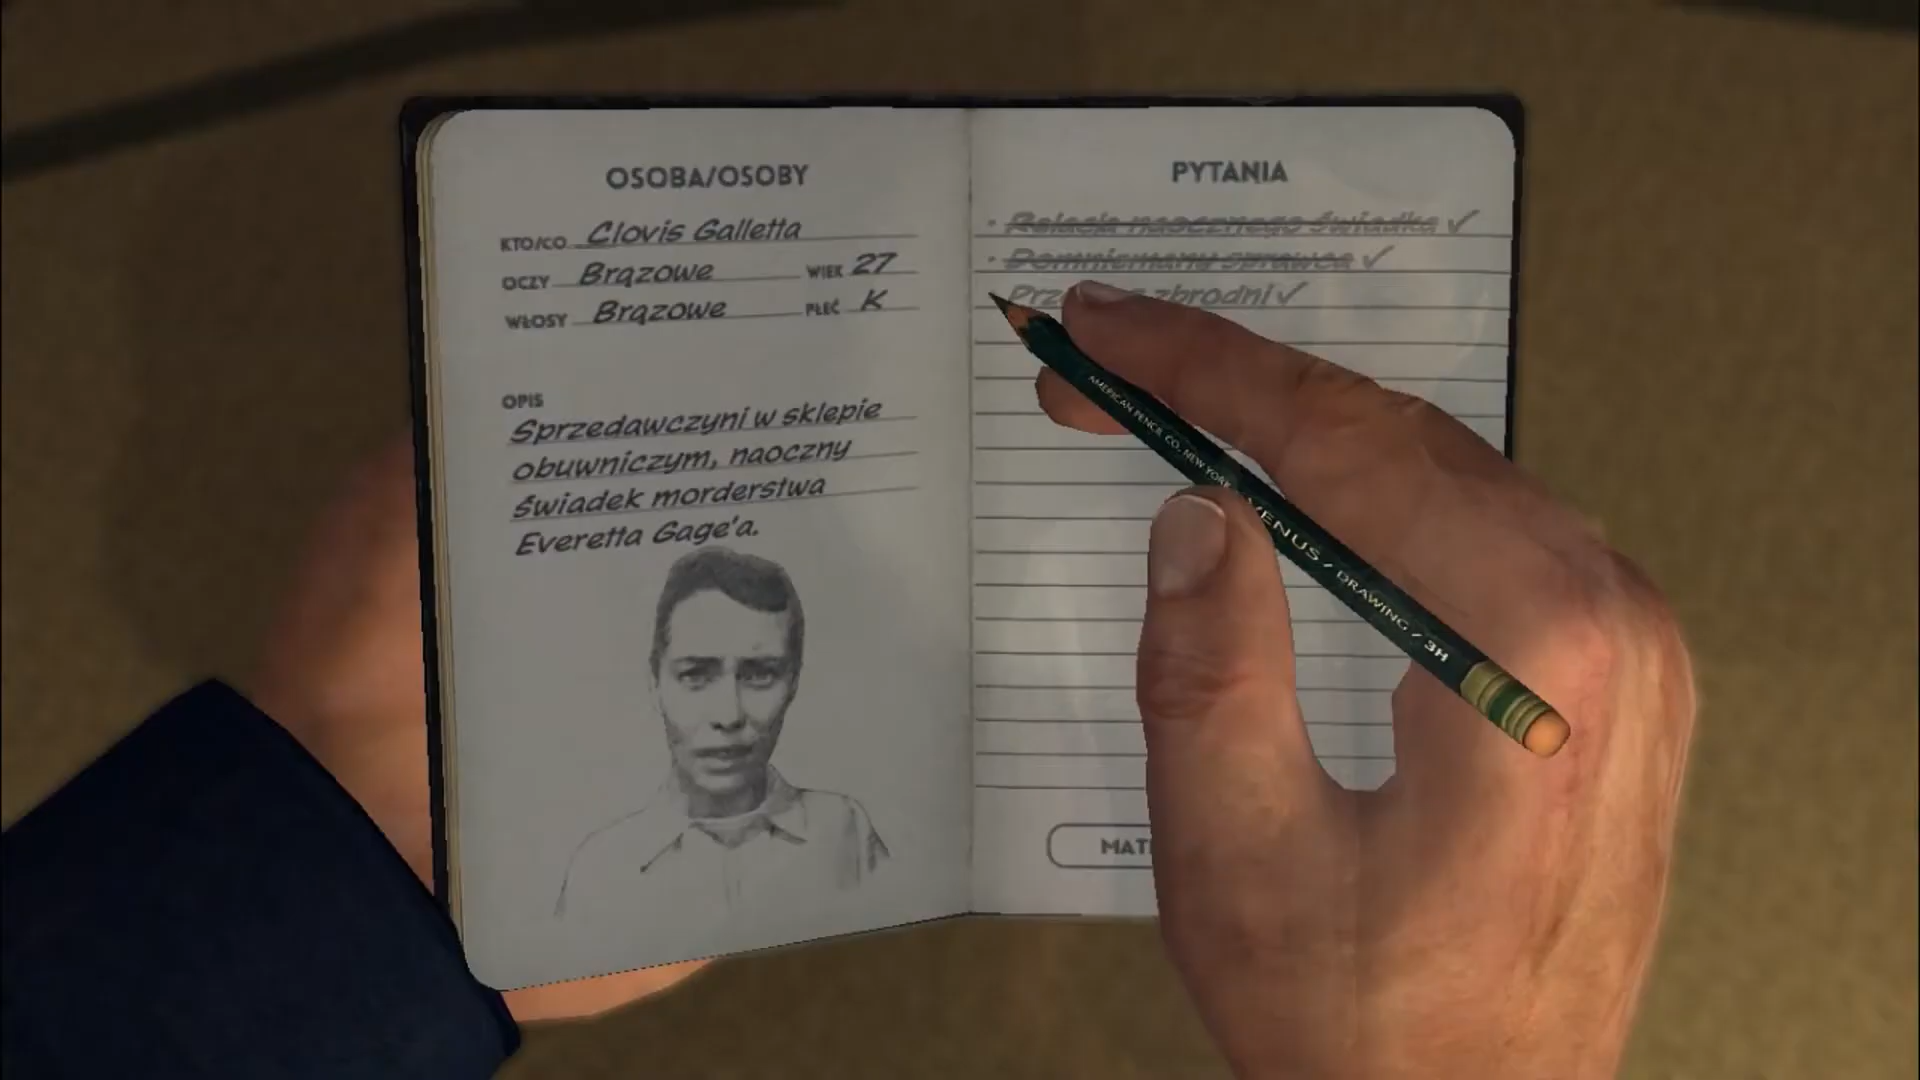 OSOBA/OSOBY
KTO/CO Clovis Galletta
OCZY Brązowe WIEK 27
WŁOSY Brązowe PŁEĆ K
OPIS
Sprzedawczyni w sklepie
obuwniczym, naoczny
świadek morderstwa
Everetta Gage'a.
PYTANIA
· Relacja naocznego świadka ✓
· Domniemany sprawca ✓
zbrodni ✓
AMERICAN PENCIL CO. NEW YORK
VENUS / DRAWING / 3H